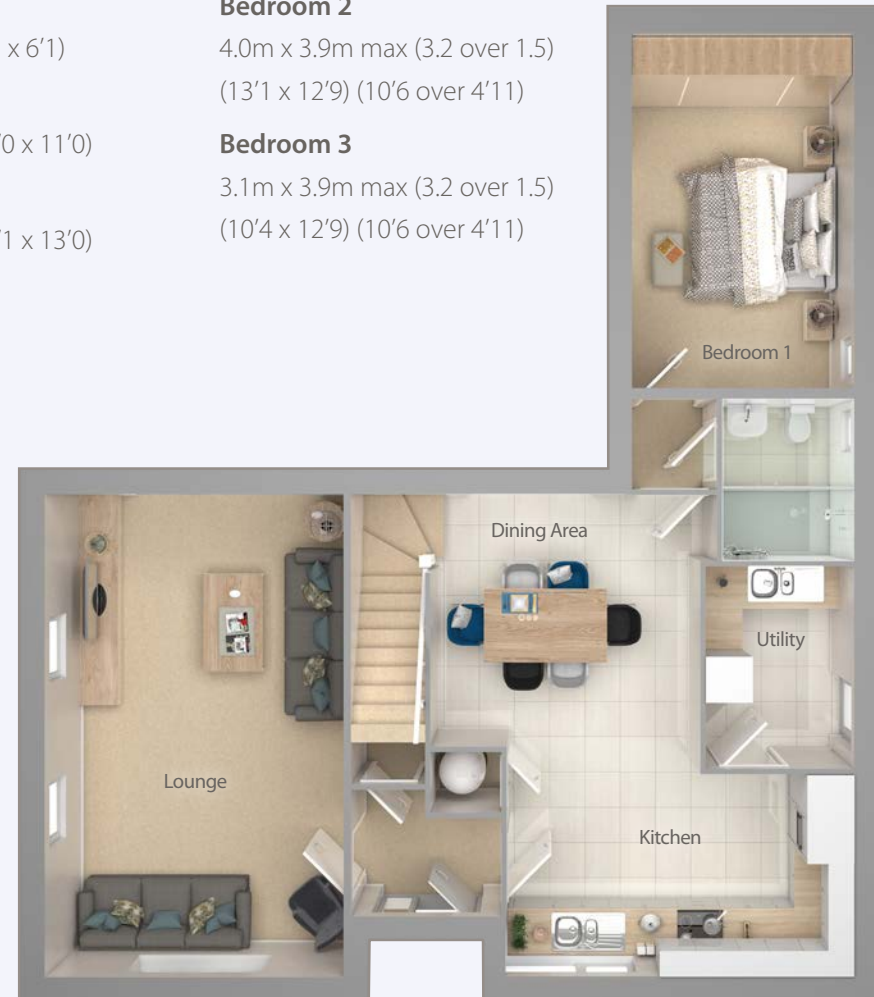 x 6’1)
’0 x 11’0)
’1 x 13’0)
Bedroom 2
4.0m x 3.9m max (3.2 over 1.5)
(13’1 x 12’9) (10’6 over 4’11)
Bedroom 3
3.1m x 3.9m max (3.2 over 1.5)
(10’4 x 12’9) (10’6 over 4’11)
Bedroom 1
Dining Area
Utility
Lounge
Kitchen